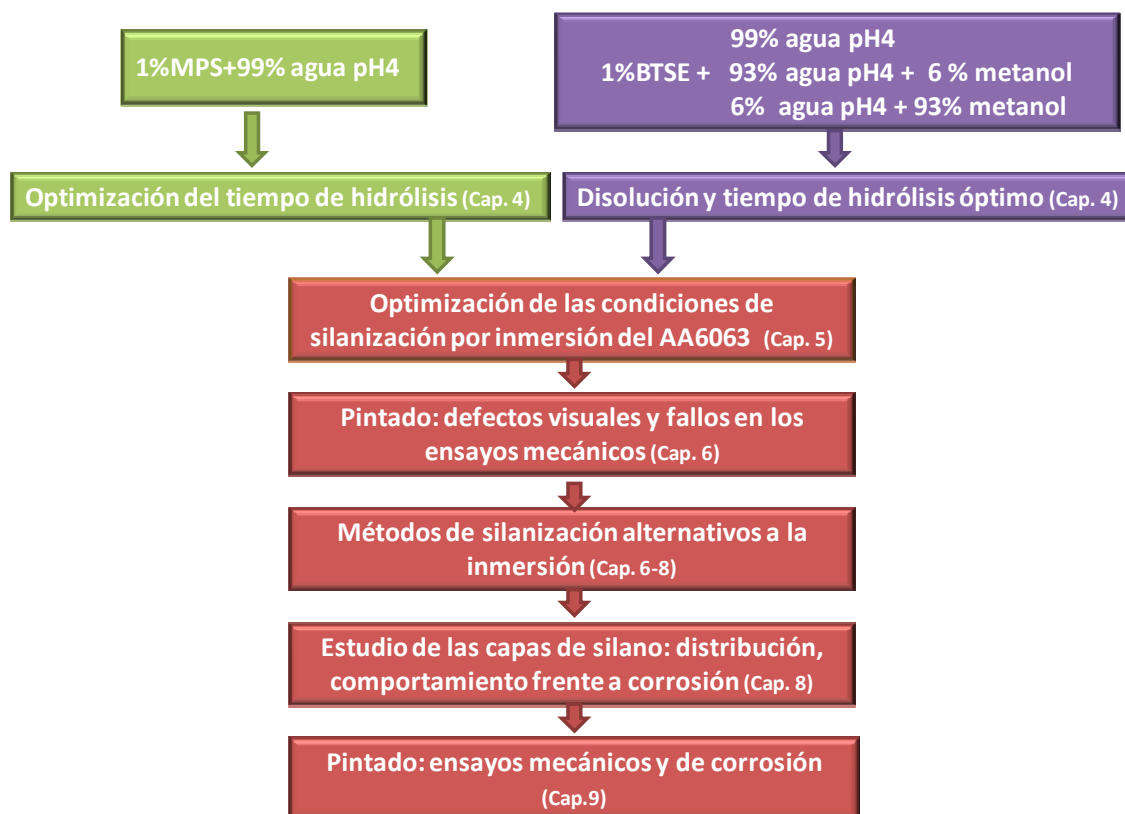 1%MPS+99% agua pH4
99% agua pH4
1%BTSE + 93% agua pH4 + 6 % metanol
6% agua pH4 + 93% metanol
Optimización del tiempo de hidrólisis (Cap. 4)
Disolución y tiempo de hidrólisis óptimo (Cap. 4)
Optimización de las condiciones de
silanización por inmersión del AA6063 (Cap. 5)
Pintado: defectos visuales y fallos en los
ensayos mecánicos (Cap. 6)
Métodos de silanización alternativos a la
inmersión (Cap. 6-8)
Estudio de las capas de silano: distribución,
comportamiento frente a corrosión (Cap. 8)
Pintado: ensayos mecánicos y de corrosión
(Cap.9)